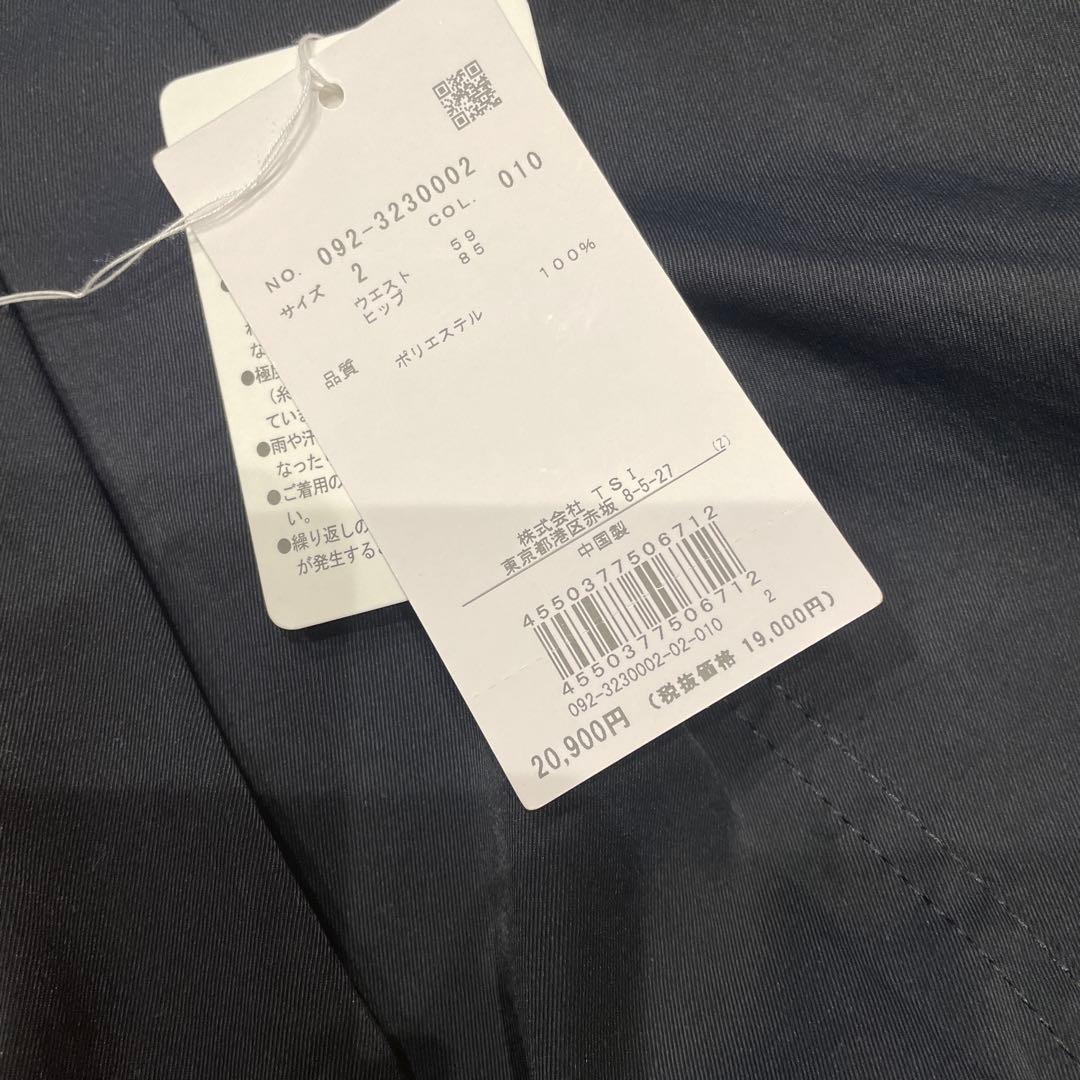 NO. 092-3230002
COL. 010
サイズ 2
ウエスト 59
ヒップ 85
品質 ポリエステル 100%
(Z)
株式会社 TSI
東京都港区赤坂 8-5-27
中国製
4550377506712
4550377506712 2
092-3230002-02-010
20,900円 (税抜価格 19,000円)
な
●極
(糸
てい
●雨や汗
なった
●ご着用の
い。
●繰り返しの
が発生する